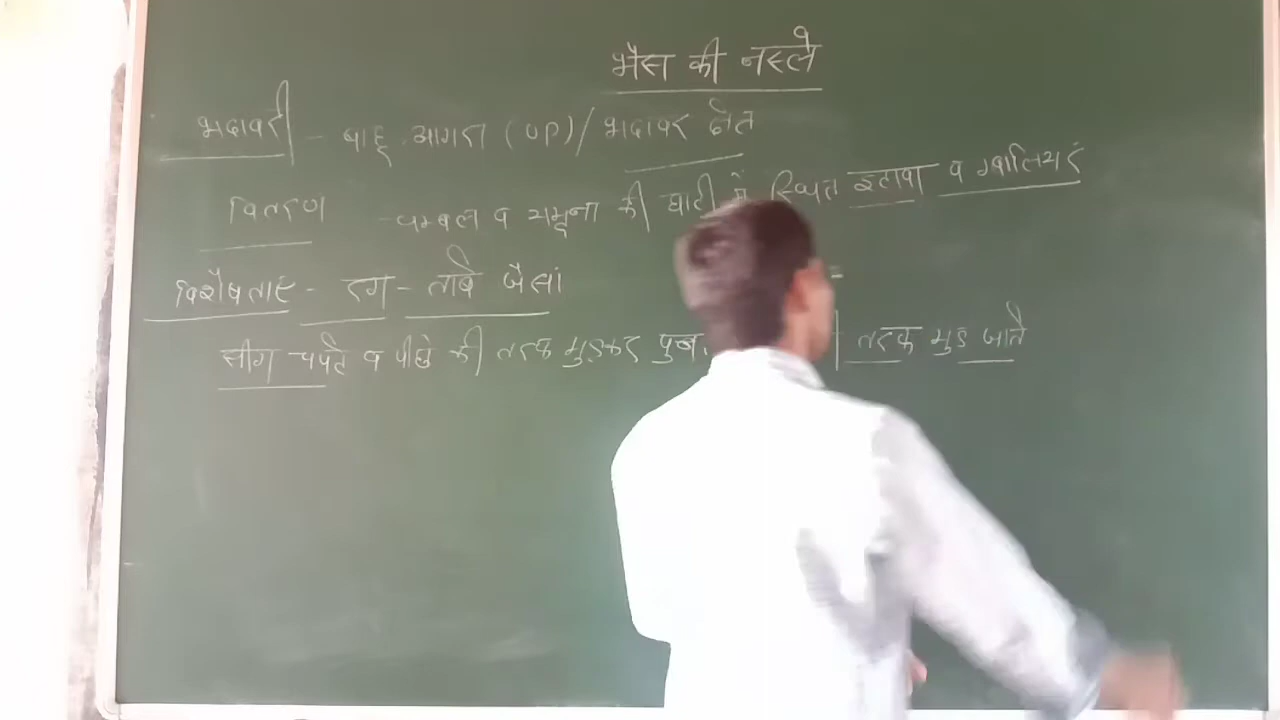 भैस की नस्ले
भदावरी - बाह, आगरा (UP) / भदावर क्षेत्र
वितरण - चम्बल व यमुना की घाटी में स्थित इटावा व ग्वालियर
विशेषताएं - रंग - तांबे जैसा
सींग चपटे व पीछे की तरफ मुड़कर तरफ मुड़ जाते